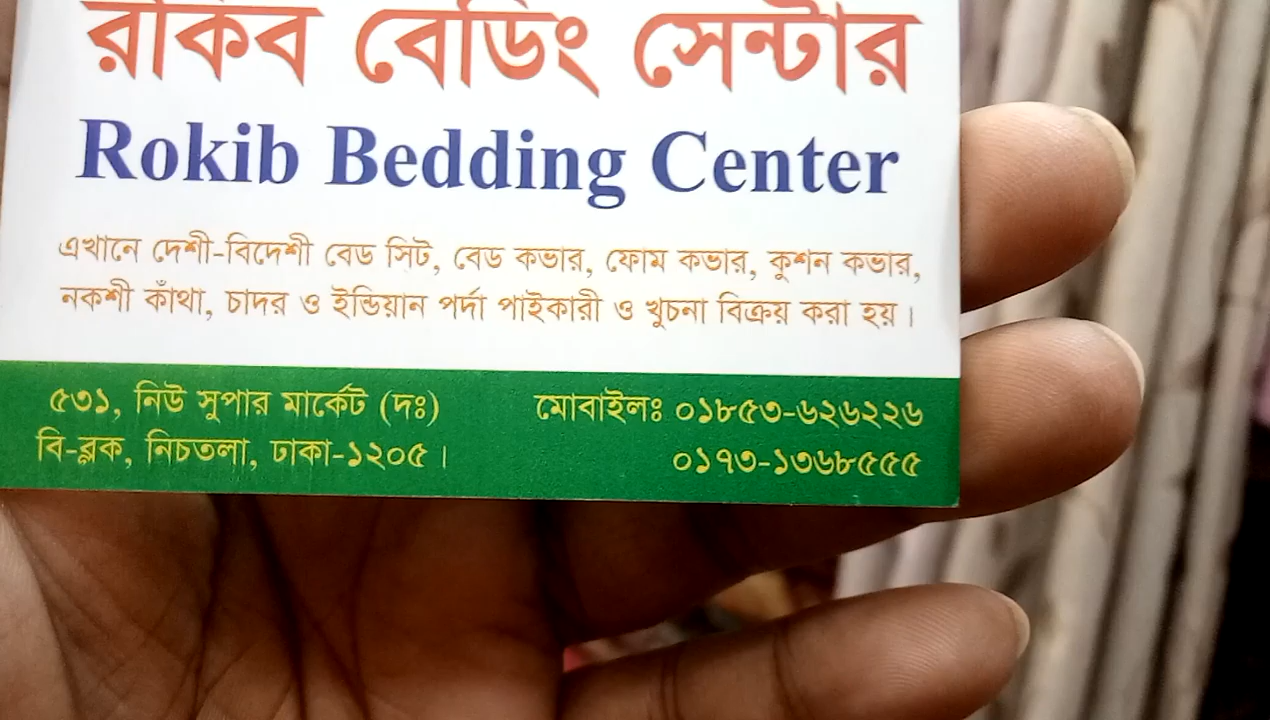 রকিব বেডিং সেন্টার
Rokib Bedding Center
এখানে দেশী-বিদেশী বেড সিট, বেড কভার, ফোম কভার, কুশন কভার,
নকশী কাঁথা, চাদর ও ইন্ডিয়ান পর্দা পাইকারী ও খুচনা বিক্রয় করা হয়।
৫৩১, নিউ সুপার মার্কেট (দঃ)
বি-ব্লক, নিচতলা, ঢাকা-১২০৫।
মোবাইলঃ ০১৮৫৩-৬২৬২২৬
০১৭৩-১৩৬৮৫৫৫